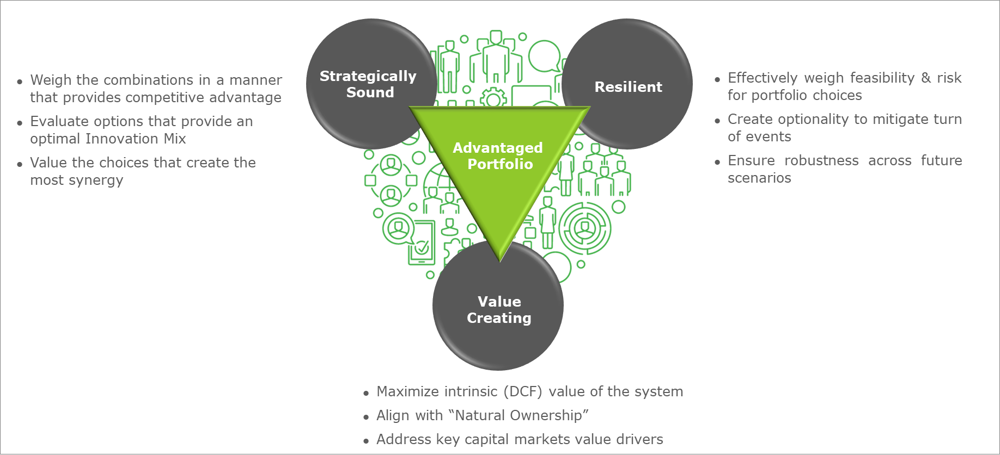 Strategically
Sound
• Weigh the combinations in a manner
that provides competitive advantage
• Evaluate options that provide an
optimal Innovation Mix
• Value the choices that create the
most synergy
Advantaged
Portfolio
Resilient
• Effectively weigh feasibility & risk
for portfolio choices
• Create optionality to mitigate turn
of events
• Ensure robustness across future
scenarios
Value
Creating
• Maximize intrinsic (DCF) value of the system
• Align with “Natural Ownership”
• Address key capital markets value drivers